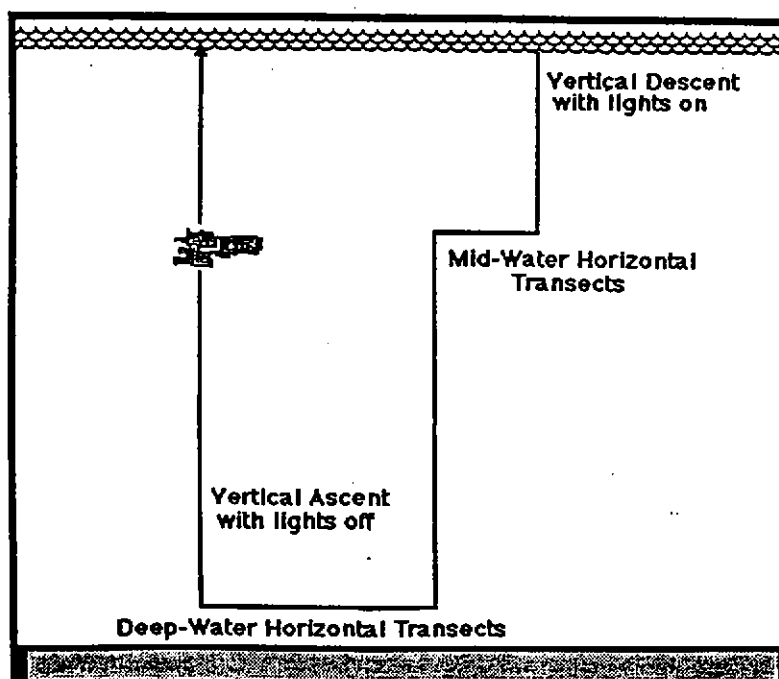 Vertical Descent
with lights on
Mid-Water Horizontal
Transects
Vertical Ascent
with lights off
Deep-Water Horizontal Transects